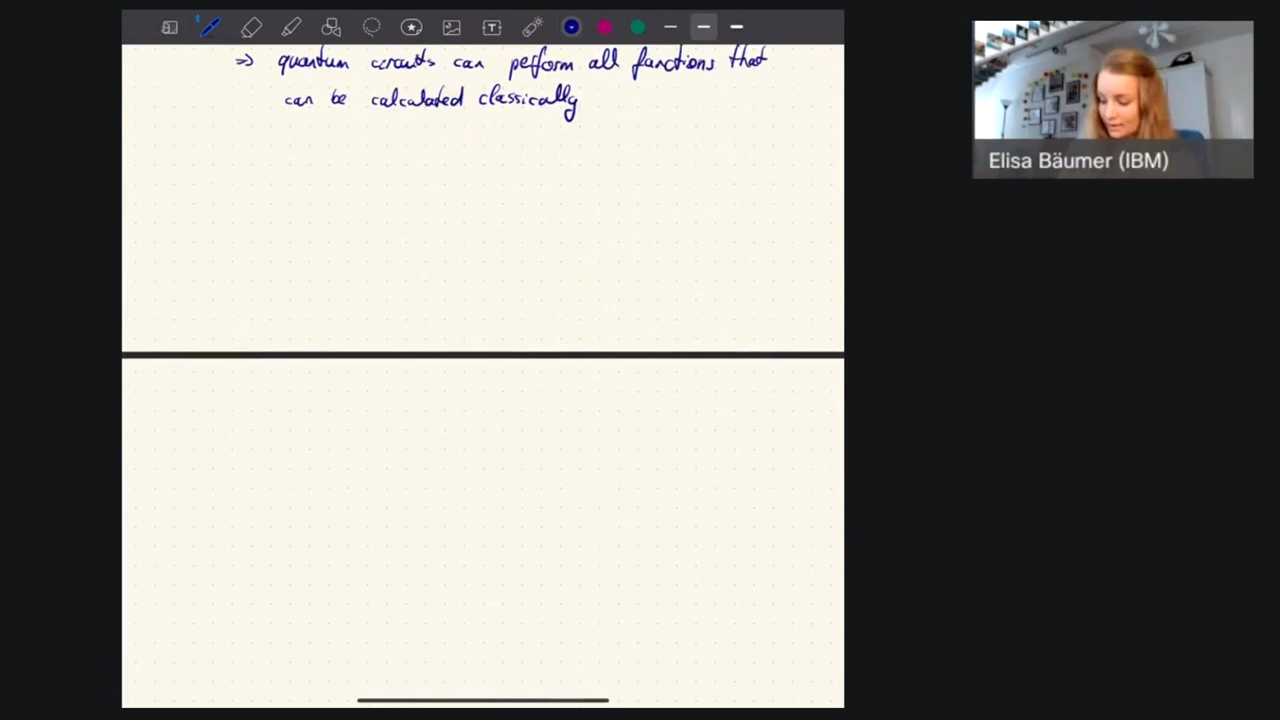 ⇒ quantum circuits can perform all functions that
can be calculated classically
Elisa Bäumer (IBM)